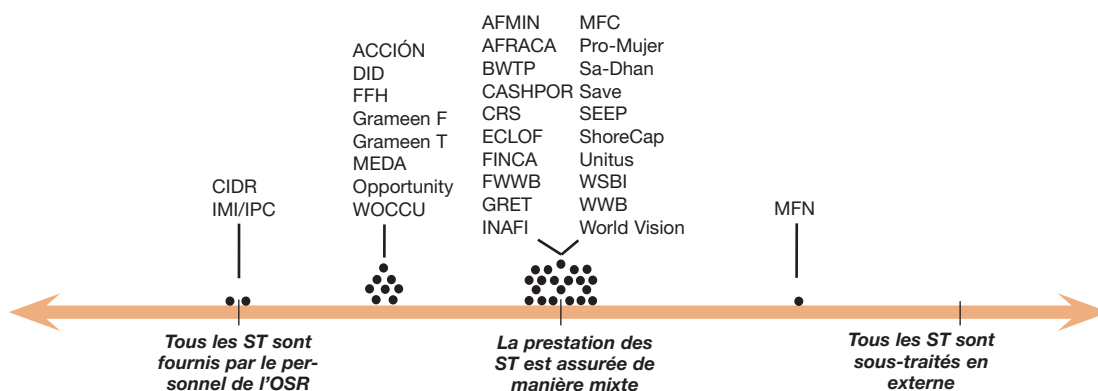 CIDR
IMI/IPC
ACCIÓN
DID
FFH
Grameen F
Grameen T
MEDA
Opportunity
WOCCU
AFMIN
AFRACA
BWTP
CASHPOR
CRS
ECLOF
FINCA
FWWB
GRET
INAFI
MFC
Pro-Mujer
Sa-Dhan
Save
SEEP
ShoreCap
Unitus
WSBI
WWB
World Vision
MFN
Tous les ST sont
fournis par le per-
sonnel de l'OSR
La prestation des
ST est assurée de
manière mixte
Tous les ST sont
sous-traités en
externe